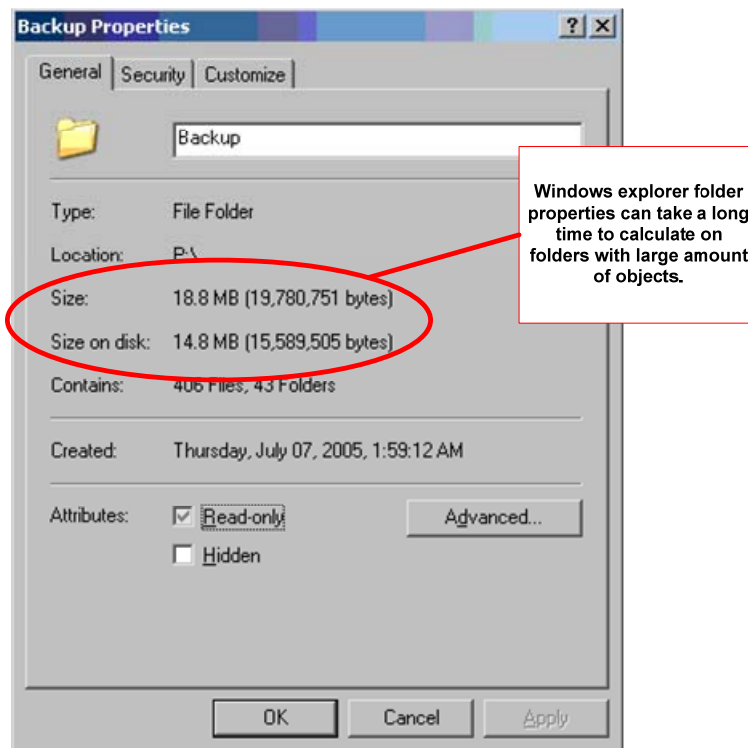 Backup Properties
General Security Customize
Backup
Type: File Folder
Location: P:\
Size: 18.8 MB (19,780,751 bytes)
Size on disk: 14.8 MB (15,589,505 bytes)
Contains: 406 Files, 43 Folders
Created: Thursday, July 07, 2005, 1:59:12 AM
Attributes: Read-only Advanced...
Hidden
OK Cancel Apply
Windows explorer folder
properties can take a long
time to calculate on
folders with large amount
of objects.